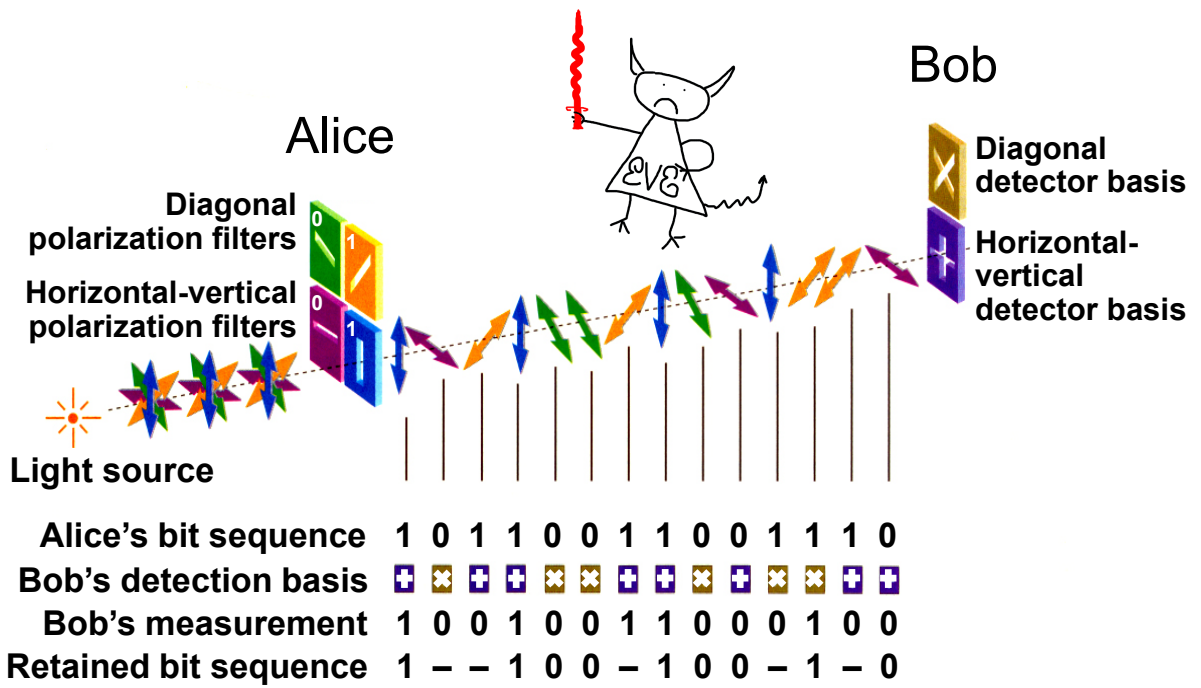 Bob
Alice
EVE
Diagonal
polarization filters
0
1
Horizontal-vertical
polarization filters
0
1
Diagonal
detector basis
Horizontal-
vertical
detector basis
Light source
Alice’s bit sequence 1 0 1 1 0 0 1 1 0 0 1 1 1 0
Bob’s detection basis
Bob’s measurement 1 0 0 1 0 0 1 1 0 0 0 1 0 0
Retained bit sequence 1 – – 1 0 0 – 1 0 0 – 1 – 0